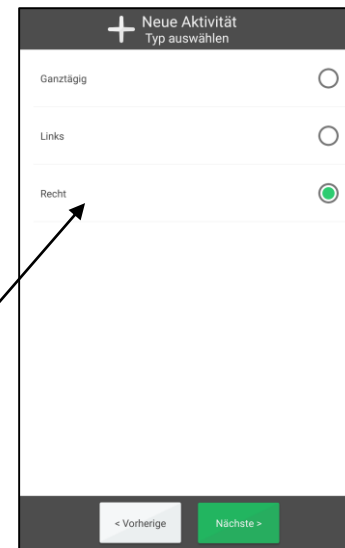 Neue Aktivität
Typ auswählen
Ganztägig
Links
Recht
< Vorherige
Nächste >